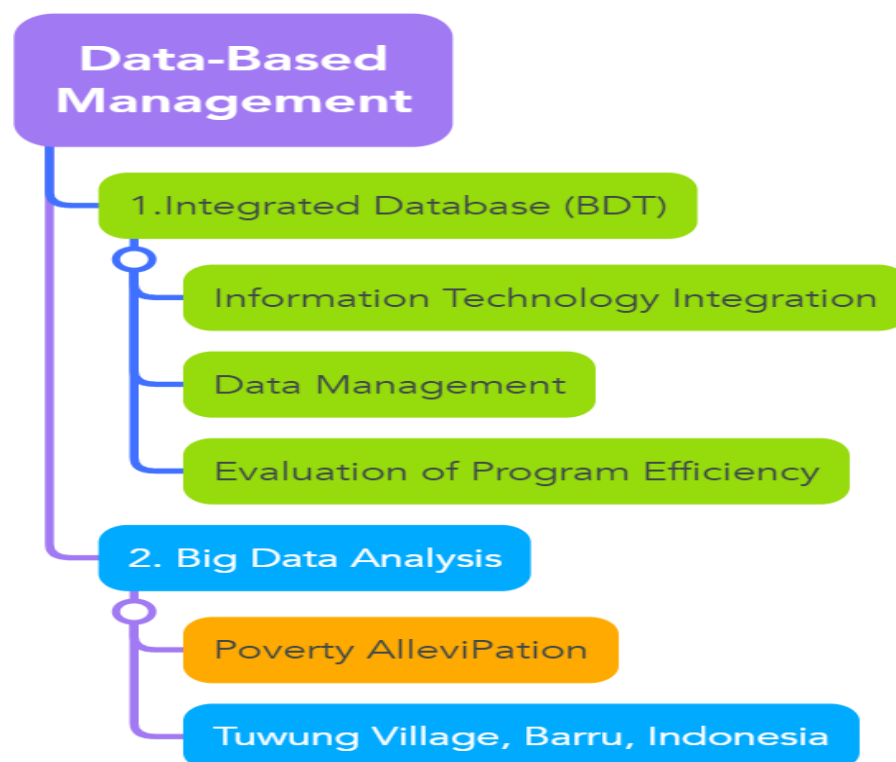 Data-Based
Management
1.Integrated Database (BDT)
Information Technology Integration
Data Management
Evaluation of Program Efficiency
2. Big Data Analysis
Poverty AlleviPation
Tuwung Village, Barru, Indonesia